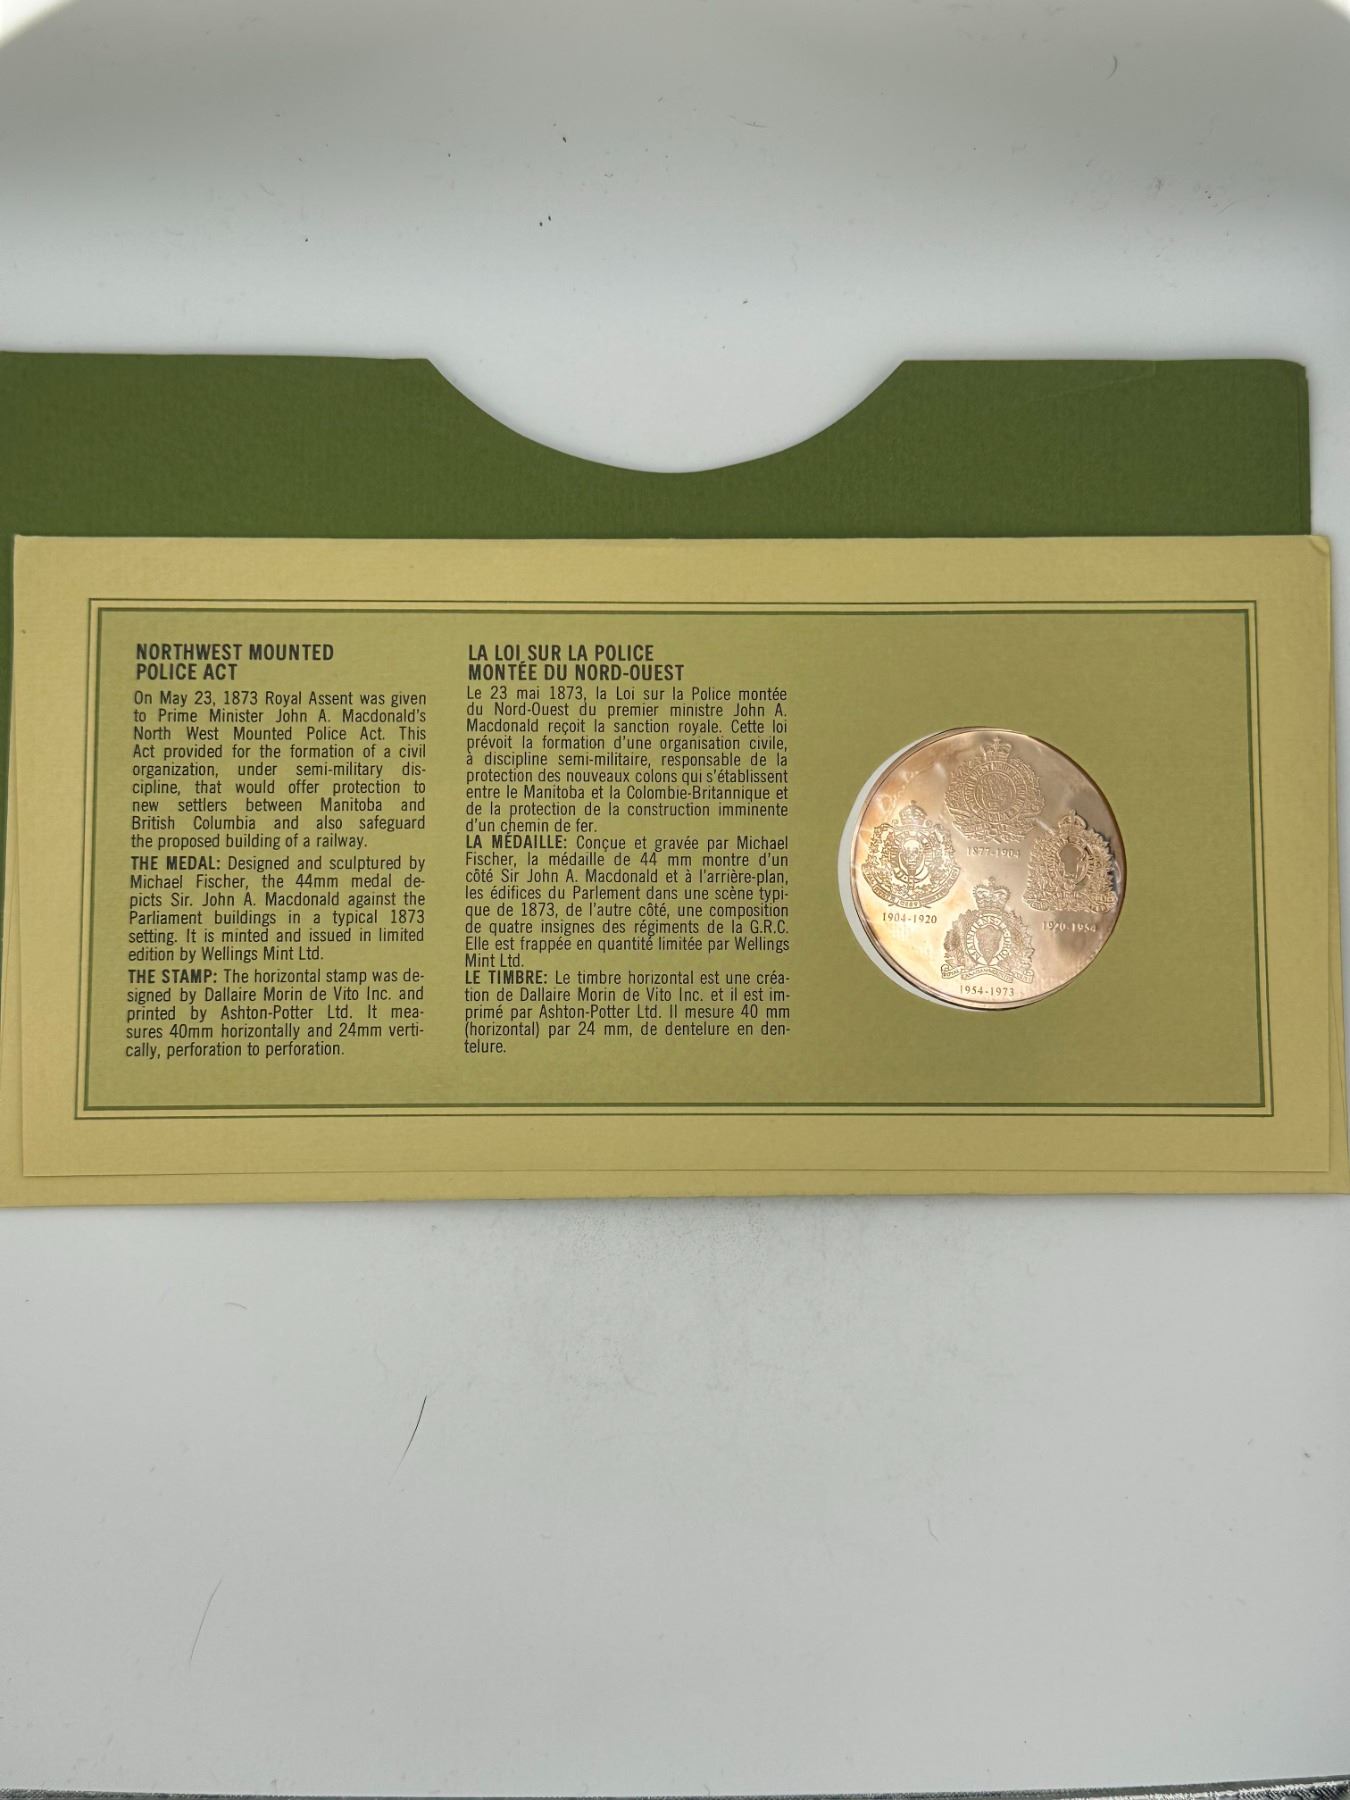 NORTHWEST MOUNTED
POLICE ACT
On May 23, 1873 Royal Assent was given
to Prime Minister John A. Macdonald's
North West Mounted Police Act. This
Act provided for the formation of a civil
organization, under semi-military dis-
cipline, that would offer protection to
new settlers between Manitoba and
British Columbia and also safeguard
the proposed building of a railway.
THE MEDAL: Designed and sculptured by
Michael Fischer, the 44mm medal de-
picts Sir. John A. Macdonald against the
Parliament buildings in a typical 1873
setting. It is minted and issued in limited
edition by Wellings Mint Ltd.
THE STAMP: The horizontal stamp was de-
signed by Dallaire Morin de Vito Inc. and
printed by Ashton-Potter Ltd. It mea-
sures 40mm horizontally and 24mm verti-
cally, perforation to perforation.
LA LOI SUR LA POLICE
MONTÉE DU NORD-OUEST
Le 23 mai 1873, la Loi sur la Police montée
du Nord-Ouest du premier ministre John A.
Macdonald reçoit la sanction royale. Cette loi
prévoit la formation d'une organisation civile,
à discipline semi-militaire, responsable de la
protection des nouveaux colons qui s'établissent
entre le Manitoba et la Colombie-Britannique et
de la protection de la construction imminente
d'un chemin de fer.
LA MÉDAILLE: Conçue et gravée par Michael
Fischer, la médaille de 44 mm montre d'un
côté Sir John A. Macdonald et à l'arrière-plan,
les édifices du Parlement dans une scène typi-
que de 1873, de l'autre côté, une composition
de quatre insignes des régiments de la G.R.C.
Elle est frappée en quantité limitée par Wellings
Mint Ltd.
LE TIMBRE: Le timbre horizontal est une créa-
tion de Dallaire Morin de Vito Inc. et il est im-
primé par Ashton-Potter Ltd. Il mesure 40 mm
(horizontal) par 24 mm, de dentelure en den-
telure.
1877-1904
1904-1920
1920-1954
1954-1973